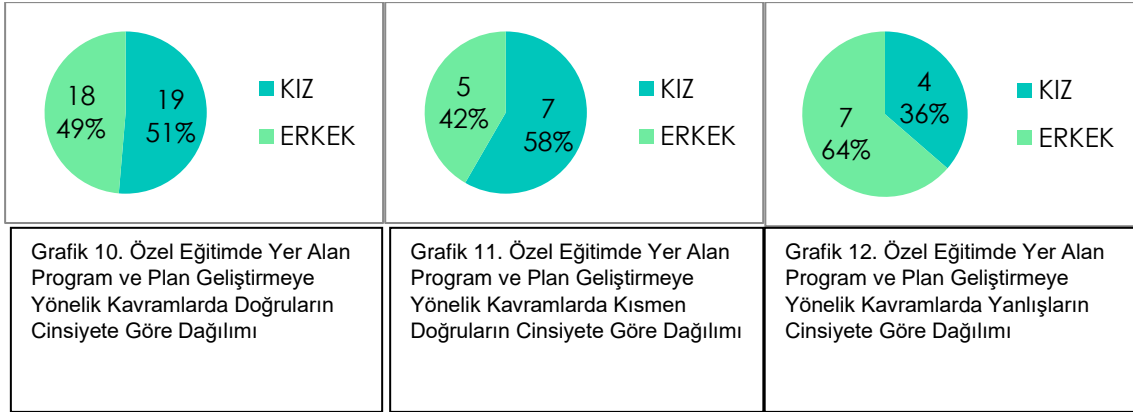 18
49%
19
51%
KIZ
ERKEK
5
42%
7
58%
KIZ
ERKEK
4
36%
7
64%
KIZ
ERKEK
Grafik 10. Özel Eğitimde Yer Alan
Program ve Plan Geliştirmeye
Yönelik Kavramlarda Doğruların
Cinsiyete Göre Dağılımı
Grafik 11. Özel Eğitimde Yer Alan
Program ve Plan Geliştirmeye
Yönelik Kavramlarda Kısmen
Doğruların Cinsiyete Göre Dağılımı
Grafik 12. Özel Eğitimde Yer Alan
Program ve Plan Geliştirmeye
Yönelik Kavramlarda Yanlışların
Cinsiyete Göre Dağılımı